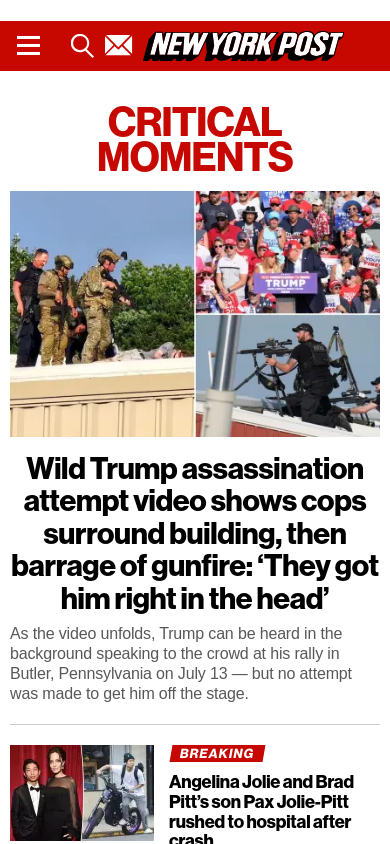 NEW YORK POST
CRITICAL
MOMENTS
TRUMP
Wild Trump assassination
attempt video shows cops
surround building, then
barrage of gunfire: ‘They got
him right in the head’
As the video unfolds, Trump can be heard in the
background speaking to the crowd at his rally in
Butler, Pennsylvania on July 13 — but no attempt
was made to get him off the stage.
BREAKING
Angelina Jolie and Brad
Pitt’s son Pax Jolie-Pitt
rushed to hospital after
crash